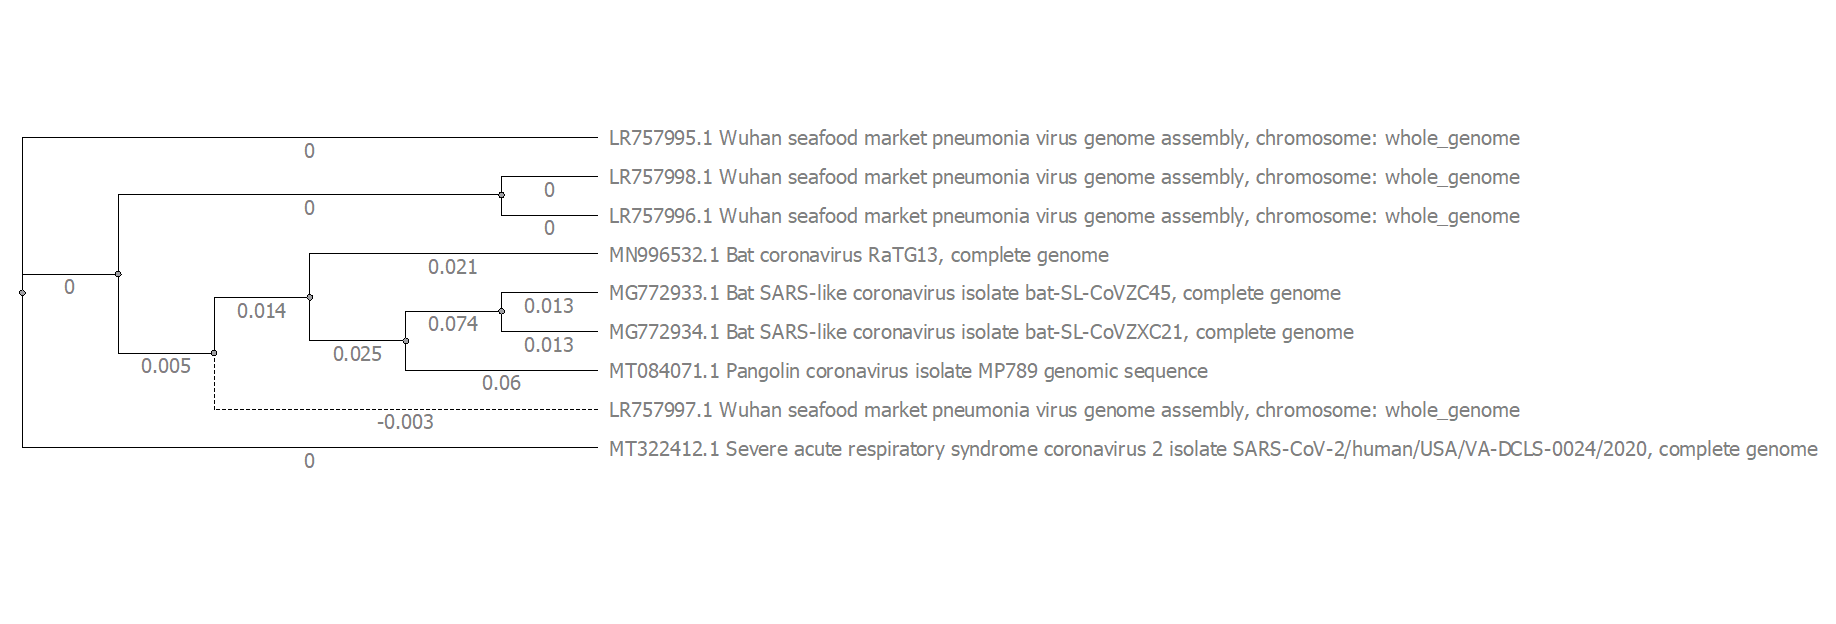 LR757995.1 Wuhan seafood market pneumonia virus genome assembly, chromosome: whole_genome
0
LR757998.1 Wuhan seafood market pneumonia virus genome assembly, chromosome: whole_genome
0
0
LR757996.1 Wuhan seafood market pneumonia virus genome assembly, chromosome: whole_genome
0
MN996532.1 Bat coronavirus RaTG13, complete genome
0.021
0
MG772933.1 Bat SARS-like coronavirus isolate bat-SL-CoVZC45, complete genome
0.013
0.014
0.074
MG772934.1 Bat SARS-like coronavirus isolate bat-SL-CoVZXC21, complete genome
0.013
0.025
0.005
MT084071.1 Pangolin coronavirus isolate MP789 genomic sequence
0.06
LR757997.1 Wuhan seafood market pneumonia virus genome assembly, chromosome: whole_genome
-0.003
MT322412.1 Severe acute respiratory syndrome coronavirus 2 isolate SARS-CoV-2/human/USA/VA-DCLS-0024/2020, complete genome
0